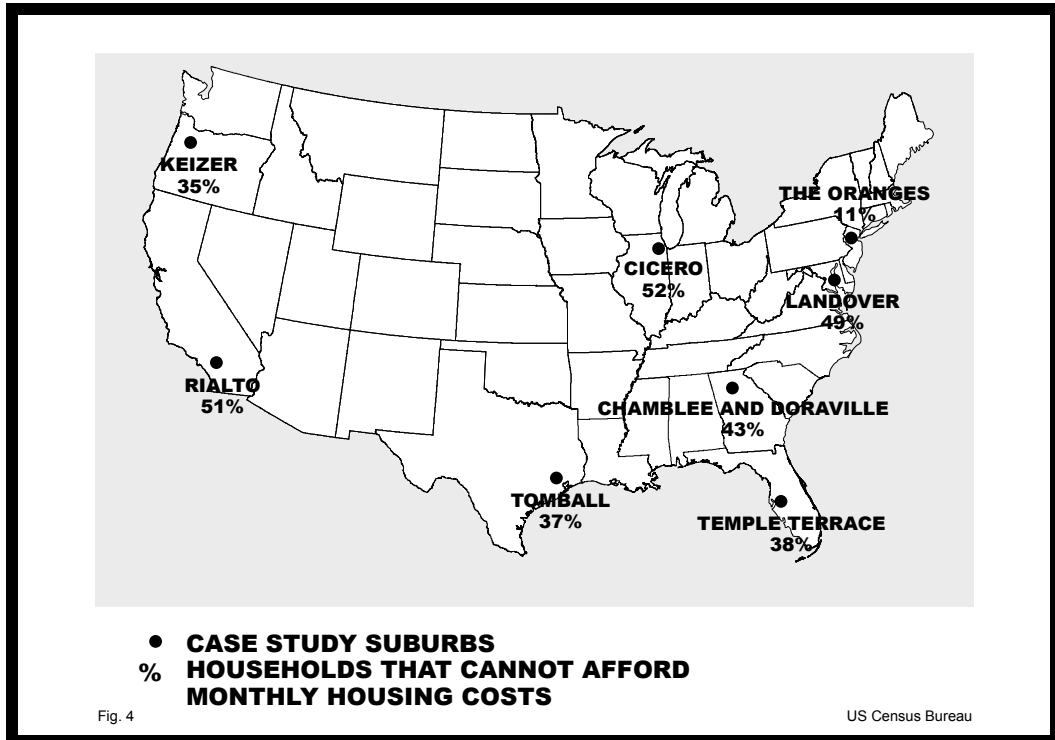 KEIZER
35%
THE ORANGES
11%
CICERO
52%
LANDOVER
49%
RIALTO
51%
CHAMBLEE AND DORAVILLE
43%
TOMBALL
37%
TEMPLE TERRACE
38%
CASE STUDY SUBURBS
% HOUSEHOLDS THAT CANNOT AFFORD
MONTHLY HOUSING COSTS
Fig. 4
US Census Bureau